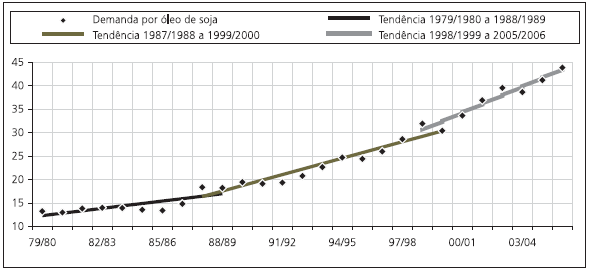 Demanda por óleo de soja
Tendência 1979/1980 a 1988/1989
Tendência 1987/1988 a 1999/2000
Tendência 1998/1999 a 2005/2006
45
40
35
30
25
20
15
10
79/80 82/83 85/86 88/89 91/92 94/95 97/98 00/01 03/04